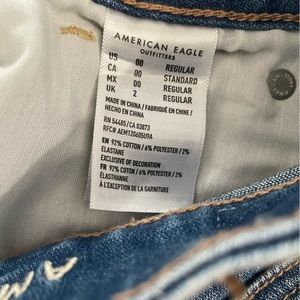 AMERICAN EAGLE
OUTFITTERS
US 00 REGULAR
CA 00 STANDARD
MX 00 REGULAR
UK 2 REGULAR
MADE IN CHINA / FABRIQUÉ EN CHINE /
HECHO EN CHINA
RN 54485/CA 03873
RFC# AEM120605U9A
EN 92% COTTON / 6% POLYESTER / 2%
ELASTANE
EXCLUSIVE OF DECORATION
FR 92% COTON / 6% POLYESTER / 2%
ÉLASTHANNE
À L'EXCEPTION DE LA GARNITURE